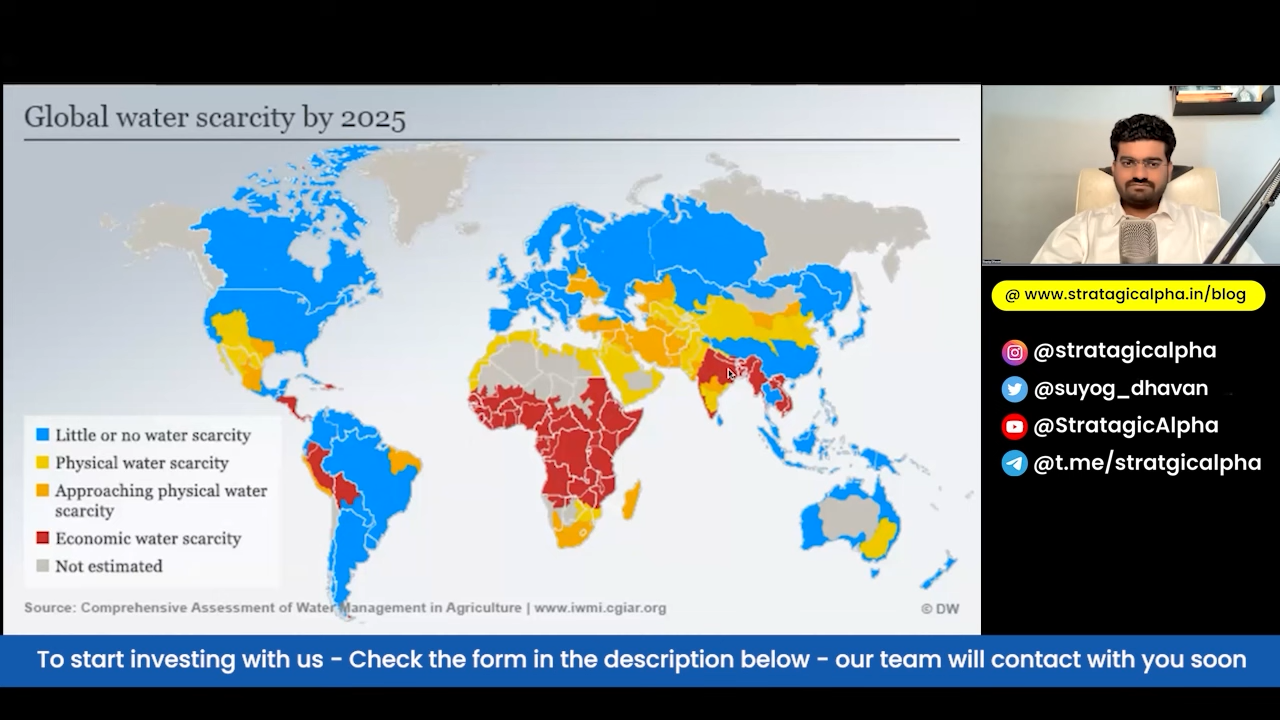 Global water scarcity by 2025
Little or no water scarcity
Physical water scarcity
Approaching physical water
scarcity
Economic water scarcity
Not estimated
Source: Comprehensive Assessment of Water Management in Agriculture | www.iwmi.cgiar.org
© DW
@ www.stratagicalpha.in/blog
@stratagicalpha
@suyog_dhavan
@StratagicAlpha
@t.me/stratgicalpha
To start investing with us - Check the form in the description below - our team will contact with you soon